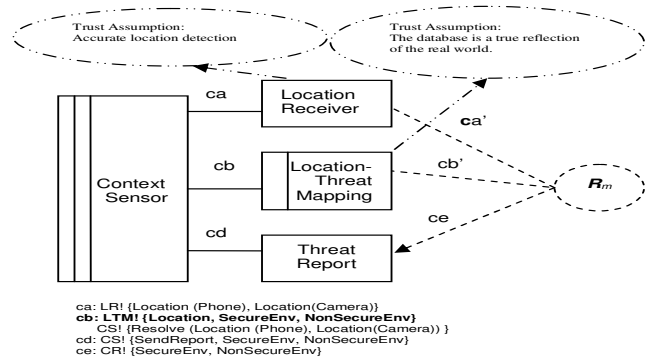 Trust Assumption:
Accurate location detection
Trust Assumption:
The database is a true reflection
of the real world.
ca
Location
Receiver
ca'
Context
Sensor
cb
Location-
Threat
Mapping
cb'
Rm
ce
cd
Threat
Report
ca: LR! {Location (Phone), Location(Camera)}
cb: LTM! {Location, SecureEnv, NonSecureEnv}
CS! {Resolve (Location (Phone), Location(Camera)) }
cd: CS! {SendReport, SecureEnv, NonSecureEnv}
ce: CR! {SecureEnv, NonSecureEnv}